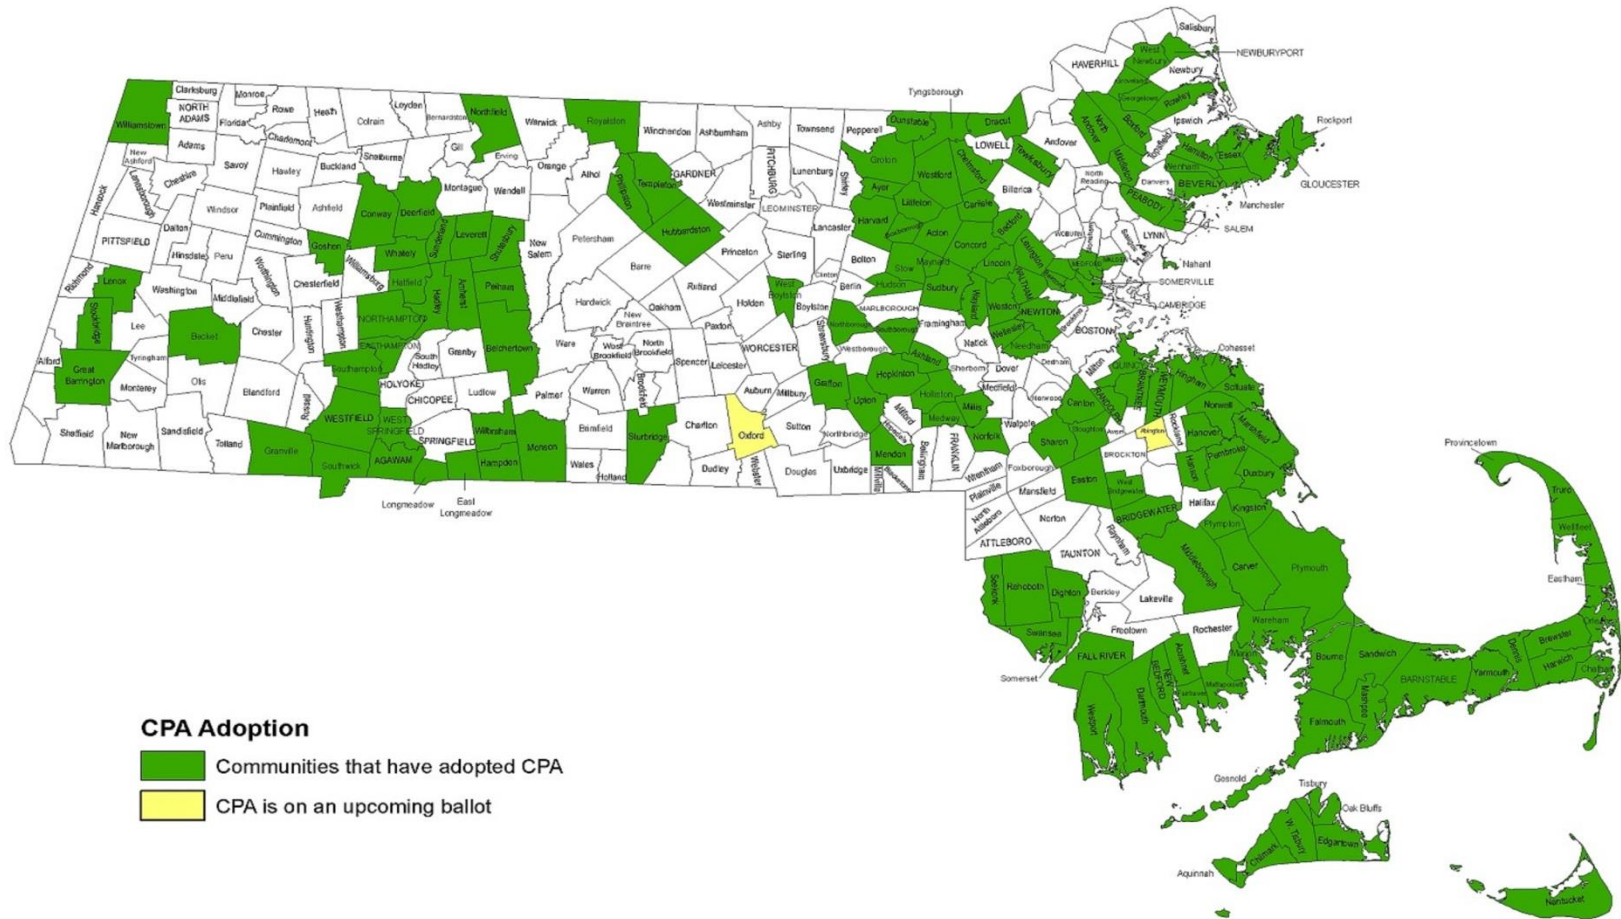 Salisbury
West
Newbury
NEWBURYPORT
HAVERHILL
Newbury
Groveland
Georgetown
Rowley
Clarksburg
Monroe
Rowe
Heath
Colrain
Leyden
Bernardston
Northfield
Warwick
Royalston
Winchendon
Ashburnham
Ashby
Townsend
Pepperell
Tyngsborough
Dunstable
Dracut
Williamstown
NORTH
ADAMS
Florida
Charlemont
LOWELL
Tewksbury
Andover
North
Andover
Boxford
Ipswich
Topsfield
Middleton
Rockport
Adams
Savoy
Hawley
Buckland
Shelburne
Gill
Erving
Orange
Athol
Phillipston
Templeton
GARDNER
Westminster
FITCHBURG
Lunenburg
Shirley
Groton
Westford
Chelmsford
Billerica
North
Reading
Danvers
Wenham
Hamilton
Essex
GLOUCESTER
Manchester
BEVERLY
PEABODY
SALEM
New
Ashford
Lanesborough
Cheshire
Hancock
Windsor
Plainfield
Ashfield
Conway
Deerfield
Montague
Wendell
New
Salem
Petersham
Hubbardston
Princeton
LEOMINSTER
Lancaster
Sterling
Ayer
Harvard
Littleton
Carlisle
Boxborough
Acton
Concord
Bedford
Lexington
WOBURN
Saugus
LYNN
Nahant
PITTSFIELD
Dalton
Hinsdale
Peru
Cummington
Worthington
Goshen
Williamsburg
Chesterfield
Whately
Sunderland
Leverett
Shutesbury
Hatfield
Hadley
Amherst
Pelham
Barre
Rutland
Holden
West
Boylston
Boylston
Clinton
Bolton
Berlin
Stow
Maynard
Hudson
Sudbury
Lincoln
WALTHAM
Wayland
Weston
NEWTON
MEDFORD
MALDEN
SOMERVILLE
CAMBRIDGE
BOSTON
Brookline
Richmond
Lenox
Washington
Middlefield
Stockbridge
Lee
Becket
Chester
Huntington
Westhampton
NORTHAMPTON
EASTHAMPTON
Southampton
South
Hadley
Granby
Belchertown
Ware
Hardwick
New
Braintree
Oakham
Paxton
West
Brookfield
North
Brookfield
Brookfield
Spencer
Leicester
WORCESTER
Shrewsbury
Northborough
MARLBOROUGH
Southborough
Westborough
Framingham
Natick
Wellesley
Needham
Dedham
Milton
Ashland
Sherborn
Dover
Hopkinton
Holliston
Medfield
Medway
Millis
Norfolk
Walpole
Canton
RANDOLPH
QUINCY
BRAINTREE
WEYMOUTH
Hingham
Cohasset
Scituate
Norwell
Rockland
Hanover
Marshfield
Alford
Great
Barrington
Tyringham
Monterey
Otis
Blandford
HOLYOKE
CHICOPEE
Ludlow
Palmer
Warren
Sheffield
New
Marlborough
Sandisfield
Tolland
Granville
WESTFIELD
WEST
SPRINGFIELD
Southwick
AGAWAM
SPRINGFIELD
Wilbraham
Hampden
Monson
Longmeadow
East
Longmeadow
Brimfield
Wales
Holland
Sturbridge
Charlton
Oxford
Auburn
Millbury
Sutton
Dudley
Webster
Douglas
Grafton
Upton
Northbridge
Uxbridge
Milford
Hopedale
Mendon
Millville
Blackstone
Bellingham
FRANKLIN
Wrentham
Plainville
North
Attleboro
ATTLEBORO
Foxborough
Mansfield
Norton
Sharon
Stoughton
Avon
Abington
BROCKTON
Easton
West
Bridgewater
BRIDGEWATER
Hanson
Pembroke
Duxbury
Halifax
Kingston
Plympton
Plymouth
Carver
Middleborough
TAUNTON
Raynham
Berkley
Dighton
Rehoboth
Seekonk
Swansea
Somerset
Lakeville
Freetown
Rochester
Wareham
Marion
Mattapoisett
Acushnet
Fairhaven
FALL RIVER
NEW
BEDFORD
Dartmouth
Westport
Provincetown
Truro
Wellfleet
Eastham
Orleans
Brewster
Harwich
Chatham
Dennis
Yarmouth
BARNSTABLE
Sandwich
Bourne
Mashpee
Falmouth
Gosnold
Tisbury
Oak Bluffs
W. Tisbury
Edgartown
Chilmark
Aquinnah
Nantucket
CPA Adoption
Communities that have adopted CPA
CPA is on an upcoming ballot